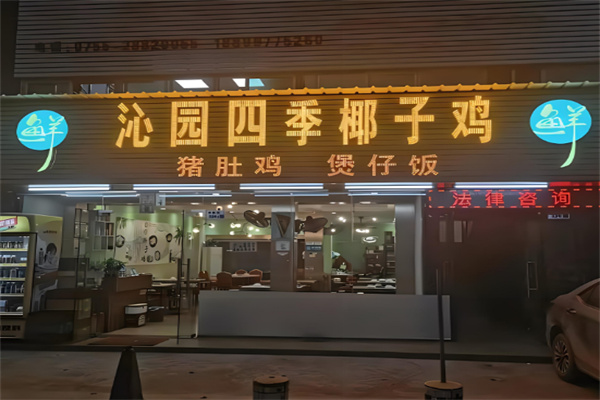 沁园四季椰子鸡
鲜
鲜
猪肚鸡 煲仔饭
法律咨询